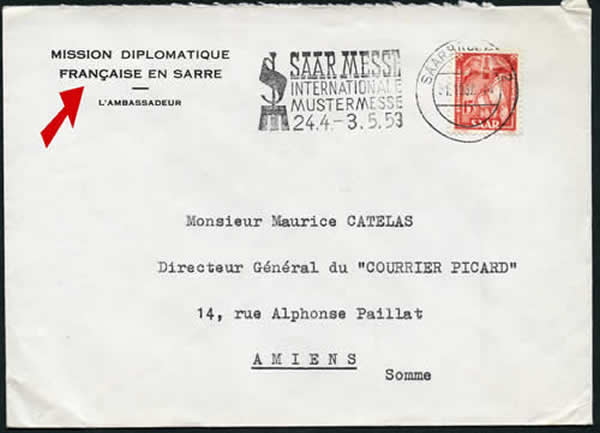 MISSION DIPLOMATIQUE
FRANÇAISE EN SARRE
L'AMBASSADEUR
SAAR MESSE
INTERNATIONALE
MUSTERMESSE
24.4.-3.5.53
SAAR
Monsieur Maurice CATELAS
Directeur Général du "COURRIER PICARD"
14, rue Alphonse Paillat
AMIENS
Somme